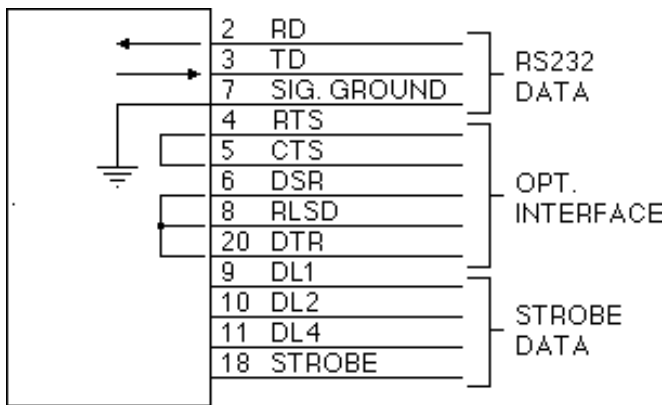 2 RD
3 TD
7 SIG. GROUND
RS232
DATA
4 RTS
5 CTS
6 DSR
8 RLSD
20 DTR
OPT.
INTERFACE
9 DL1
10 DL2
11 DL4
18 STROBE
STROBE
DATA